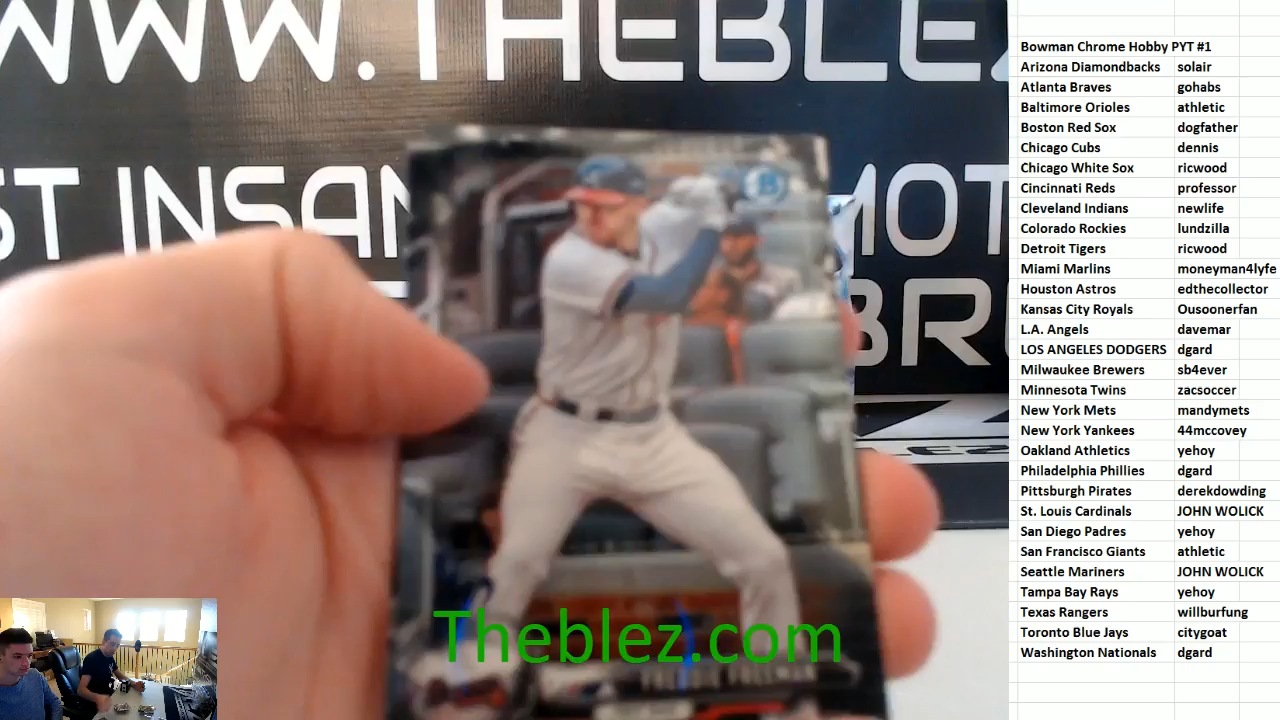 WWW.THEBLEZ
ST INSAN
MOT
BR
B
FREDDIE FREEMAN
Theblez.com
Bowman Chrome Hobby PYT #1
Arizona Diamondbacks solair
Atlanta Braves gohabs
Baltimore Orioles athletic
Boston Red Sox dogfather
Chicago Cubs dennis
Chicago White Sox ricwood
Cincinnati Reds professor
Cleveland Indians newlife
Colorado Rockies lundzilla
Detroit Tigers ricwood
Miami Marlins moneyman4lyfe
Houston Astros edthecollector
Kansas City Royals Ousoonerfan
L.A. Angels davemar
LOS ANGELES DODGERS dgard
Milwaukee Brewers sb4ever
Minnesota Twins zacsoccer
New York Mets mandymets
New York Yankees 44mccovey
Oakland Athletics yehoy
Philadelphia Phillies dgard
Pittsburgh Pirates derekdowding
St. Louis Cardinals JOHN WOLICK
San Diego Padres yehoy
San Francisco Giants athletic
Seattle Mariners JOHN WOLICK
Tampa Bay Rays yehoy
Texas Rangers willburfung
Toronto Blue Jays citygoat
Washington Nationals dgard